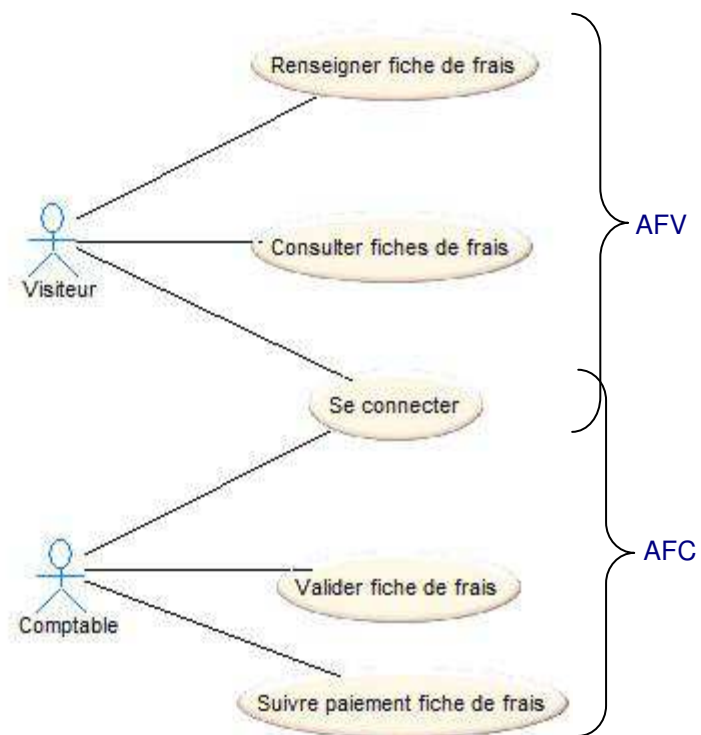 Renseigner fiche de frais
Consulter fiches de frais
AFV
Visiteur
Se connecter
AFC
Valider fiche de frais
Comptable
Suivre paiement fiche de frais